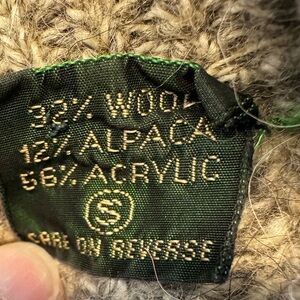 32% WOOL
12% ALPACA
56% ACRYLIC
S
CARE ON REVERSE